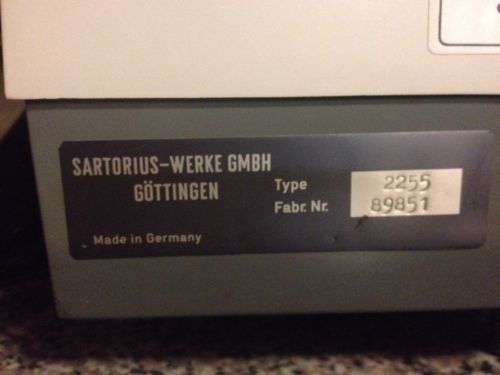 SARTORIUS-WERKE GMBH
GÖTTINGEN
Type 2255
Fabr. Nr. 89851
Made in Germany